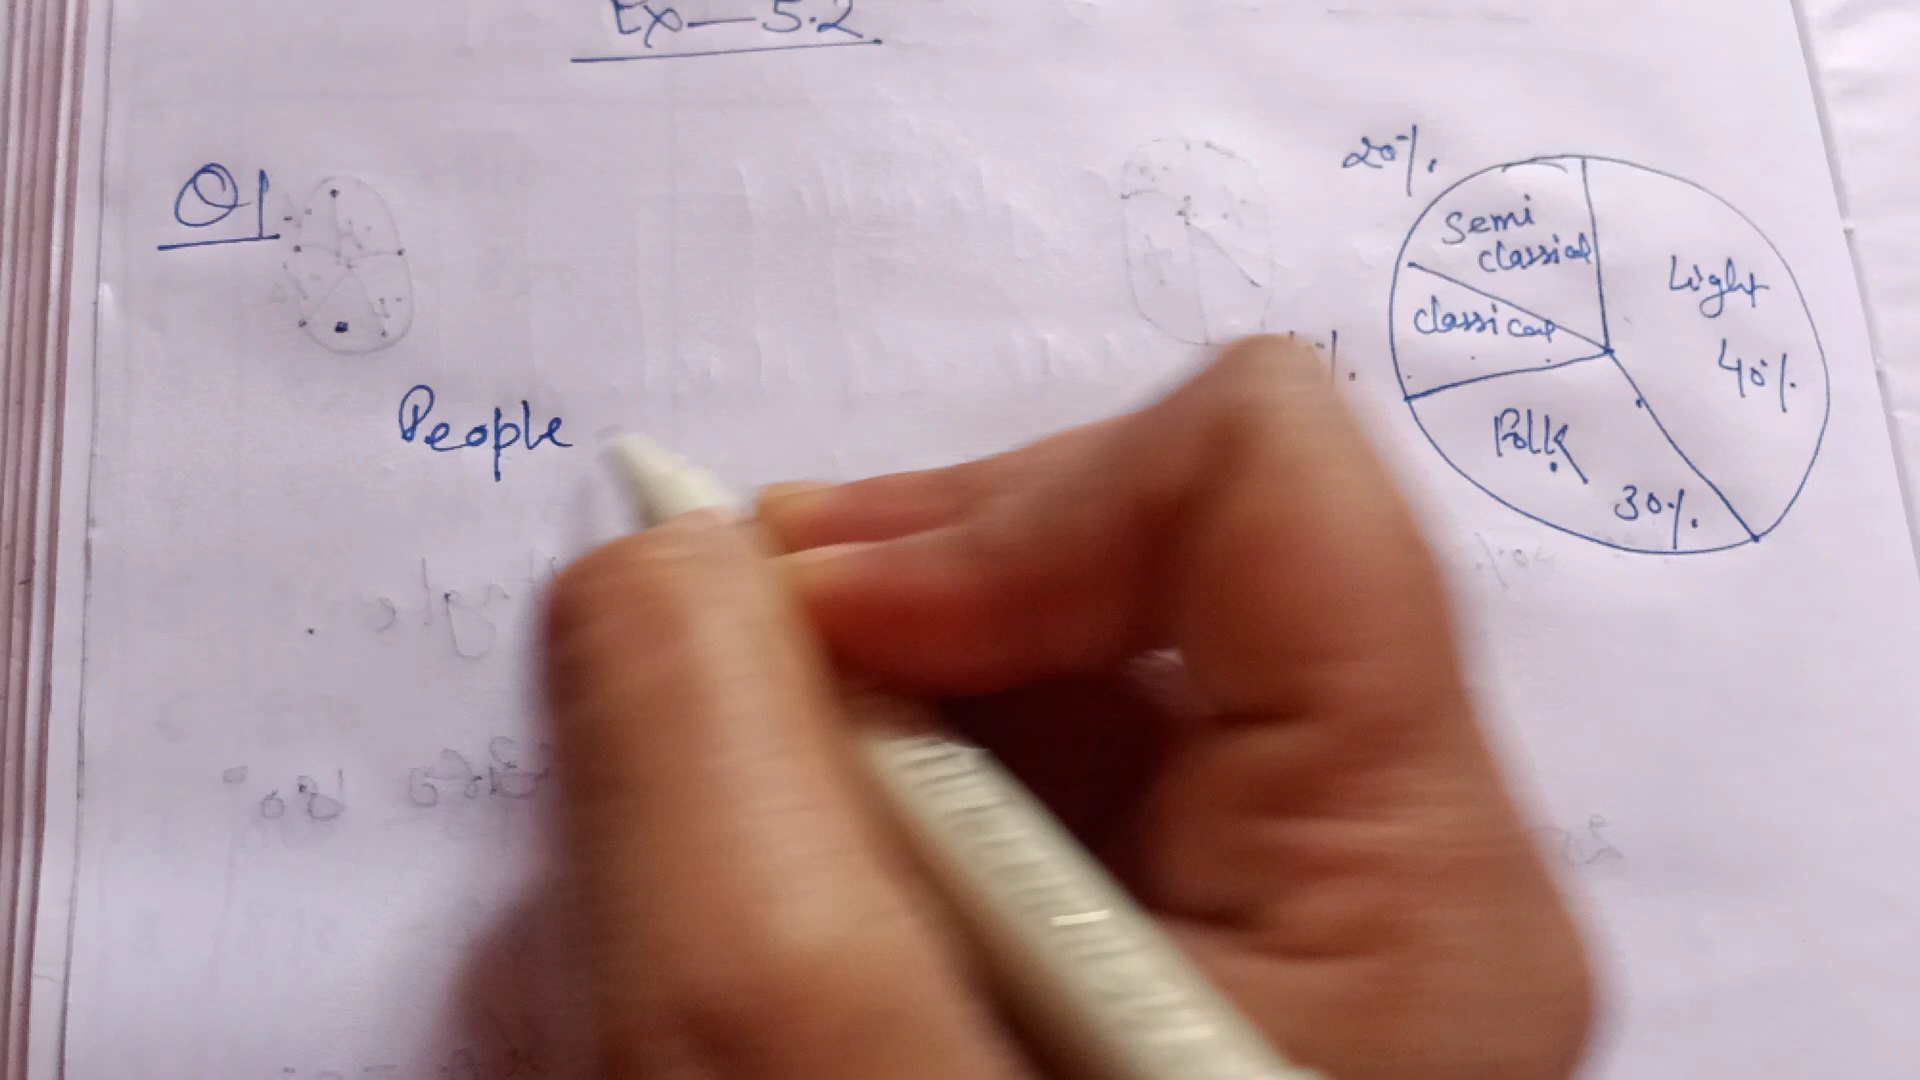 Ex — 5.2
Q1.
20%.
Semi
classical
Light
classical
40%.
People
Folk
30%.